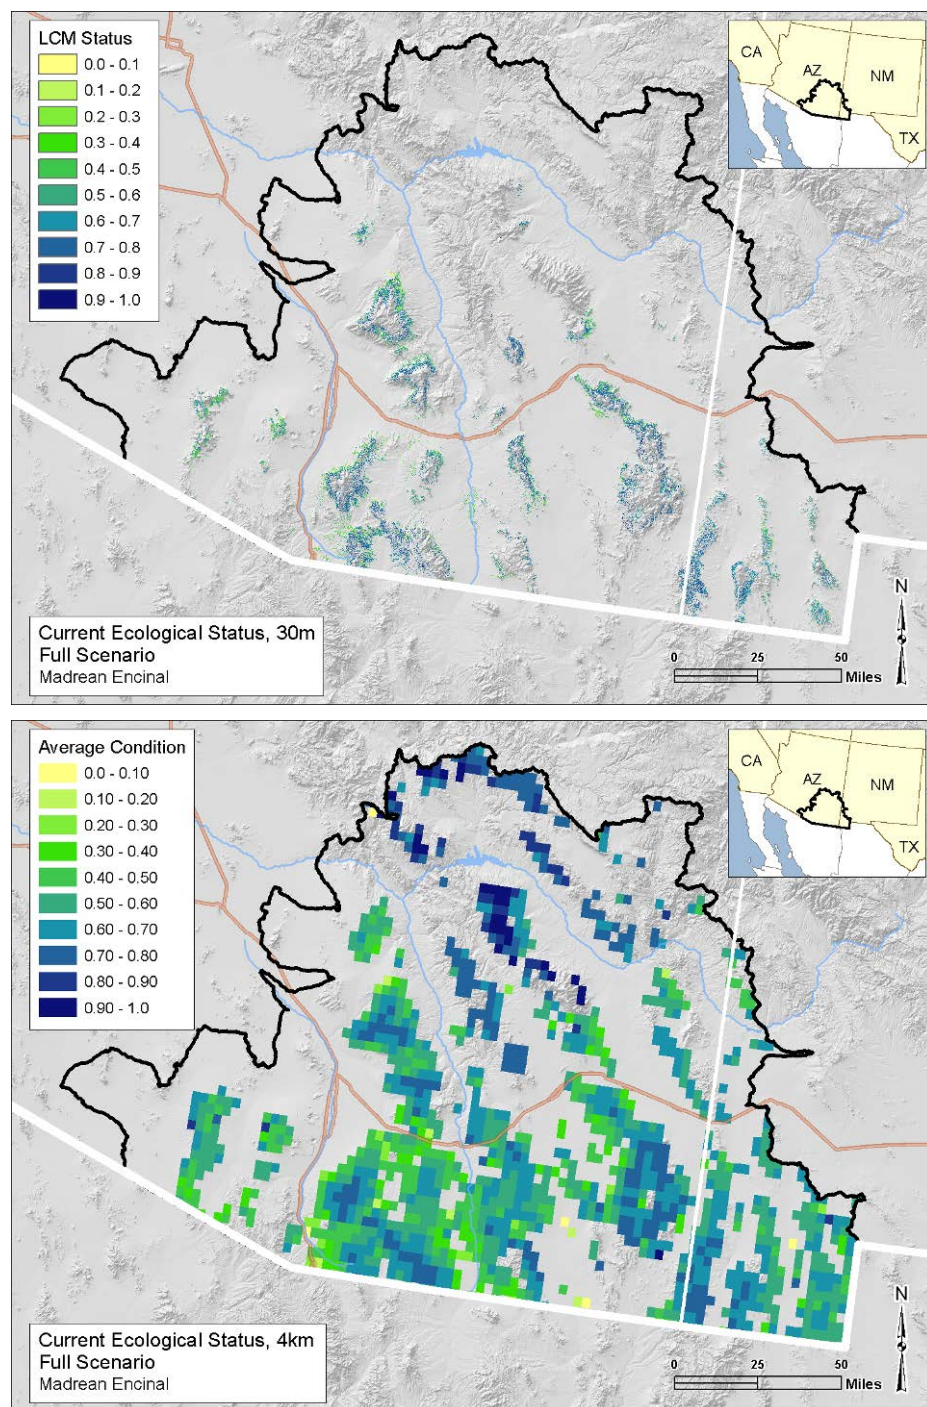 LCM Status
0.0 - 0.1
0.1 - 0.2
0.2 - 0.3
0.3 - 0.4
0.4 - 0.5
0.5 - 0.6
0.6 - 0.7
0.7 - 0.8
0.8 - 0.9
0.9 - 1.0
CA
AZ
NM
TX
Current Ecological Status, 30m
Full Scenario
Madrean Encinal
N
0 25 50
Miles
Average Condition
0.0 - 0.10
0.10 - 0.20
0.20 - 0.30
0.30 - 0.40
0.40 - 0.50
0.50 - 0.60
0.60 - 0.70
0.70 - 0.80
0.80 - 0.90
0.90 - 1.0
CA
AZ
NM
TX
Current Ecological Status, 4km
Full Scenario
Madrean Encinal
N
0 25 50
Miles